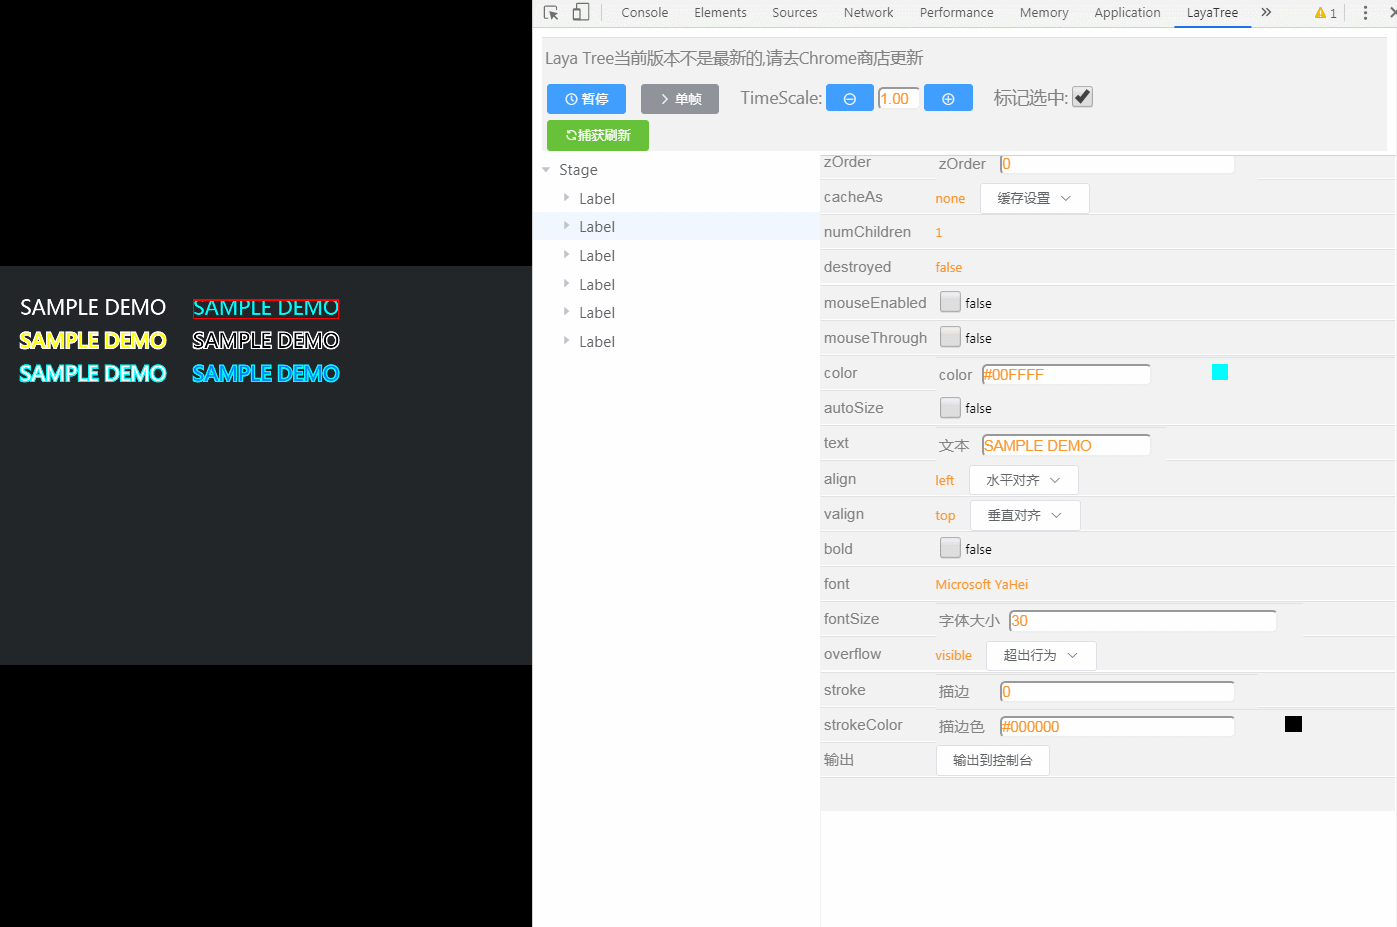 Console Elements Sources Network Performance Memory Application LayaTree » 1
Laya Tree当前版本不是最新的,请去Chrome商店更新
暂停 单帧 TimeScale: 1.00 标记选中:
捕获刷新
Stage
Label
Label
Label
Label
Label
Label
SAMPLE DEMO SAMPLE DEMO
SAMPLE DEMO SAMPLE DEMO
SAMPLE DEMO SAMPLE DEMO
zOrder zOrder 0
cacheAs none 缓存设置
numChildren 1
destroyed false
mouseEnabled false
mouseThrough false
color color #00FFFF
autoSize false
text 文本 SAMPLE DEMO
align left 水平对齐
valign top 垂直对齐
bold false
font Microsoft YaHei
fontSize 字体大小 30
overflow visible 超出行为
stroke 描边 0
strokeColor 描边色 #000000
输出 输出到控制台